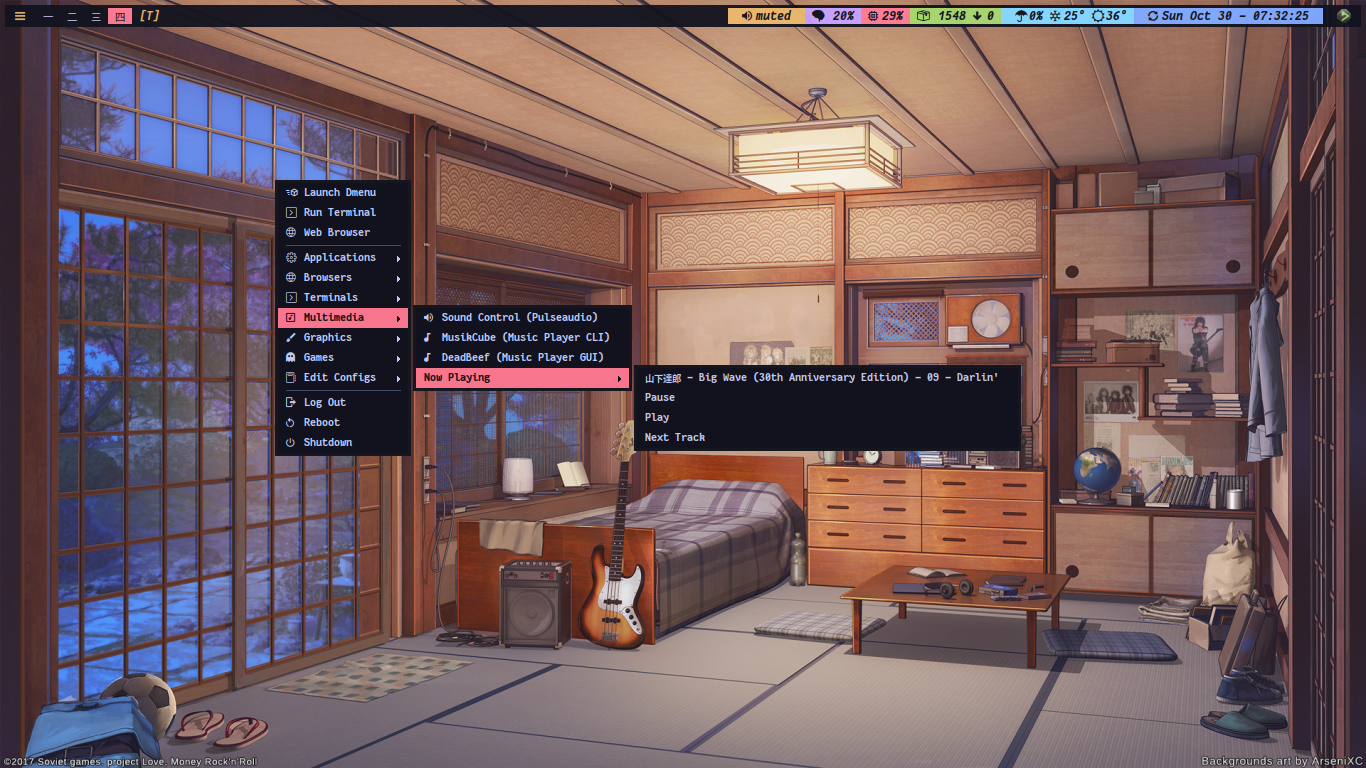 一 二 三 四 [T]
muted 20% 29% 1548 0 0% 25° 36° Sun Oct 30 - 07:32:25
Launch Dmenu
Run Terminal
Web Browser
Applications
Browsers
Terminals
Multimedia
Graphics
Games
Edit Configs
Log Out
Reboot
Shutdown
Sound Control (Pulseaudio)
MusikCube (Music Player CLI)
DeadBeef (Music Player GUI)
Now Playing
山下達郎 - Big Wave (30th Anniversary Edition) - 09 - Darlin'
Pause
Play
Next Track
©2017 Soviet games, project Love, Money Rock'n Roll
Backgrounds art by ArseniXC